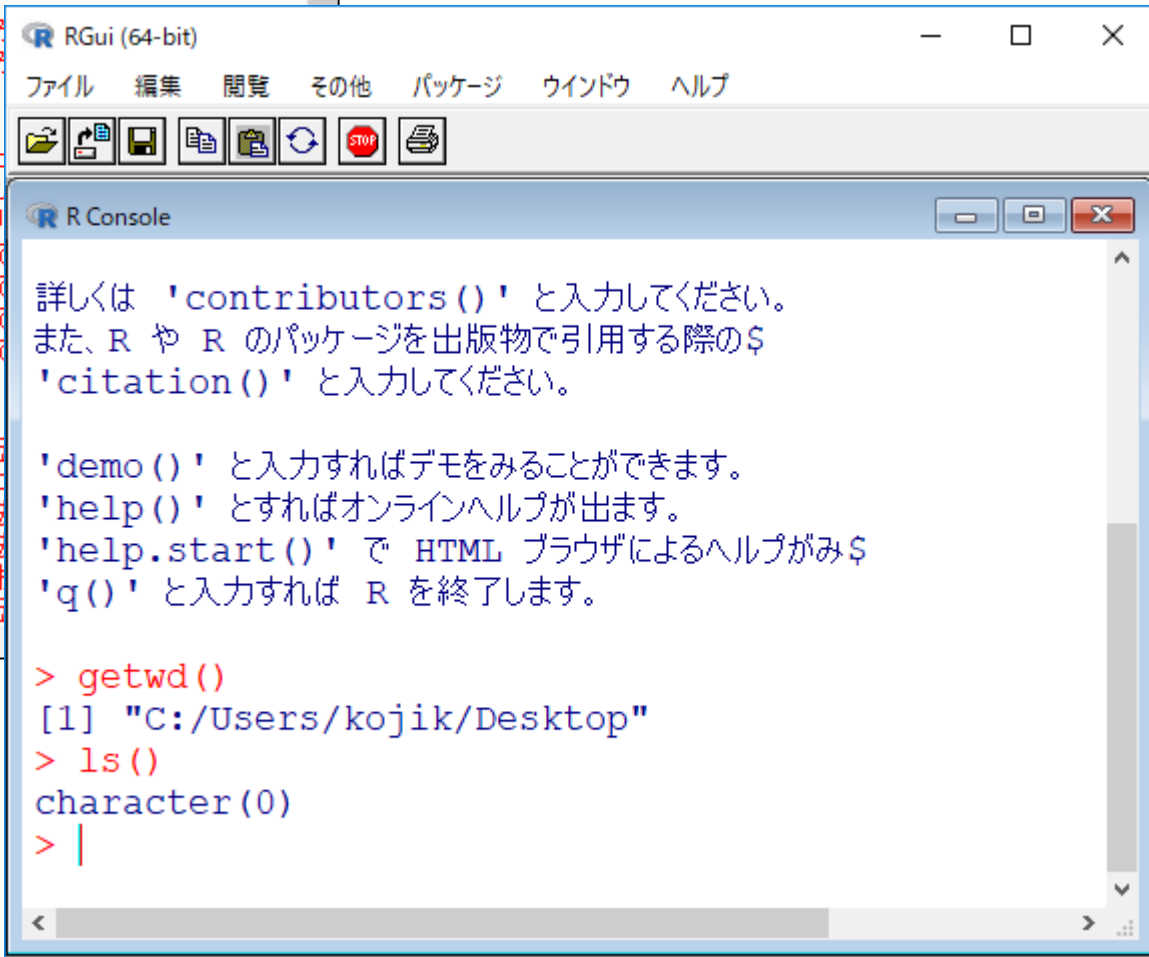 RGui (64-bit)
ファイル 編集 閲覧 その他 パッケージ ウインドウ ヘルプ
STOP
R Console
詳しくは 'contributors()' と入力してください。
また、R や R のパッケージを出版物で引用する際の$
'citation()' と入力してください。
'demo()' と入力すればデモをみることができます。
'help()' とすればオンラインヘルプが出ます。
'help.start()' で HTML ブラウザによるヘルプがみ$
'q()' と入力すれば R を終了します。
> getwd()
[1] "C:/Users/kojik/Desktop"
> ls()
character(0)
>